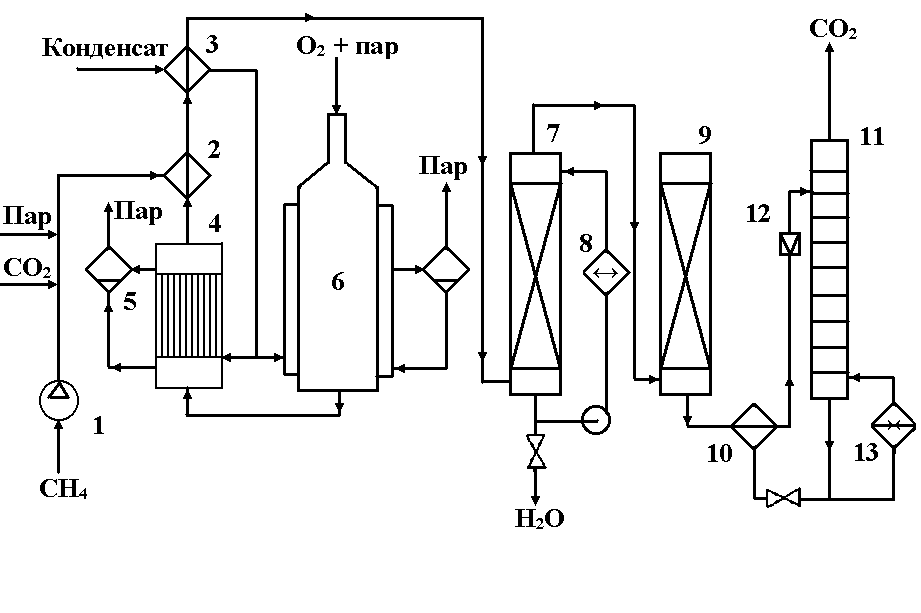 Конденсат
3
O₂ + пар
CO₂
7
9
11
2
Пар
Пар
Пар
4
12
CO₂
8
5
6
1
10
13
CH₄
H₂O